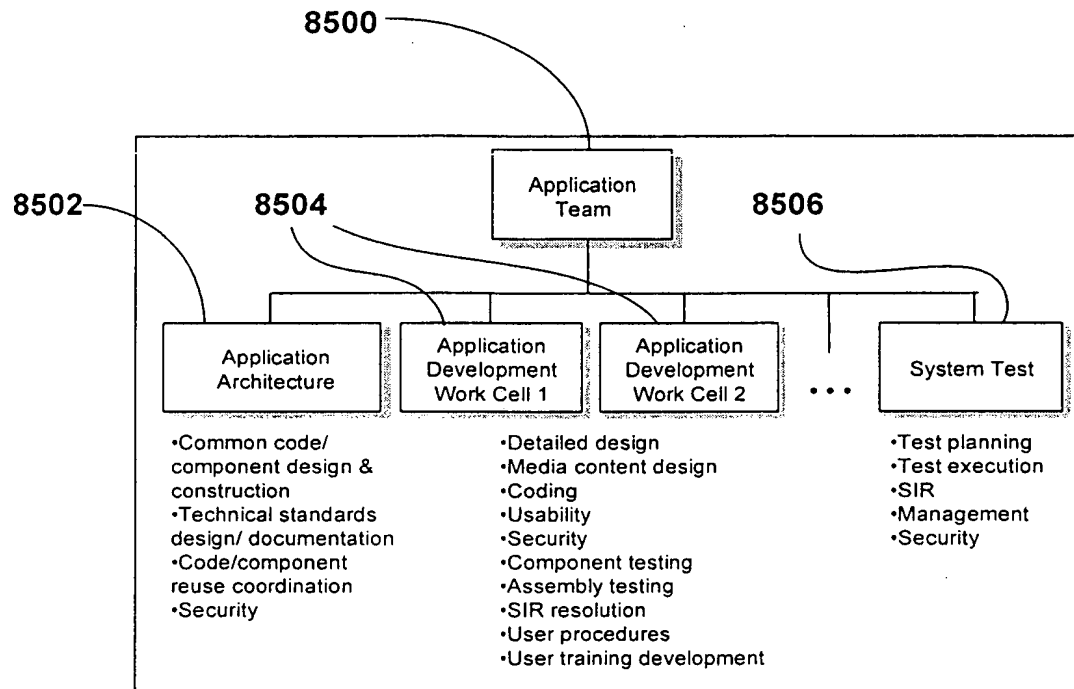 8500
Application
Team
8502
8504
8506
Application
Architecture
Application
Development
Work Cell 1
Application
Development
Work Cell 2
...
System Test
•Common code/
component design &
construction
•Technical standards
design/ documentation
•Code/component
reuse coordination
•Security
•Detailed design
•Media content design
•Coding
•Usability
•Security
•Component testing
•Assembly testing
•SIR resolution
•User procedures
•User training development
•Test planning
•Test execution
•SIR
•Management
•Security